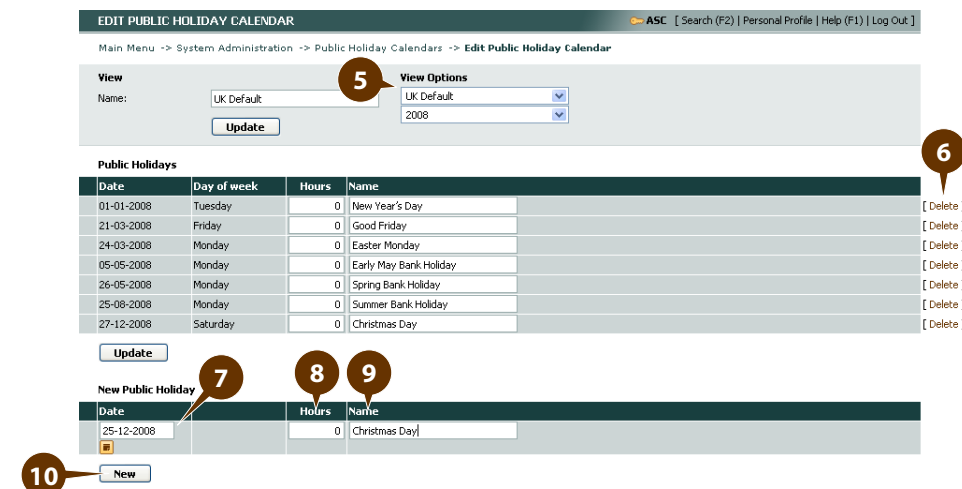 EDIT PUBLIC HOLIDAY CALENDAR ASC [ Search (F2) | Personal Profile | Help (F1) | Log Out ]
Main Menu -> System Administration -> Public Holiday Calendars -> Edit Public Holiday Calendar
View 5 View Options
Name: UK Default UK Default
Update 2008
Public Holidays 6
Date Day of week Hours Name
01-01-2008 Tuesday 0 New Year's Day [ Delete
21-03-2008 Friday 0 Good Friday [ Delete
24-03-2008 Monday 0 Easter Monday [ Delete
05-05-2008 Monday 0 Early May Bank Holiday [ Delete
26-05-2008 Monday 0 Spring Bank Holiday [ Delete
25-08-2008 Monday 0 Summer Bank Holiday [ Delete
27-12-2008 Saturday 0 Christmas Day [ Delete
Update
New Public Holiday 7 8 9
Date Hours Name
25-12-2008 0 Christmas Day
10 New